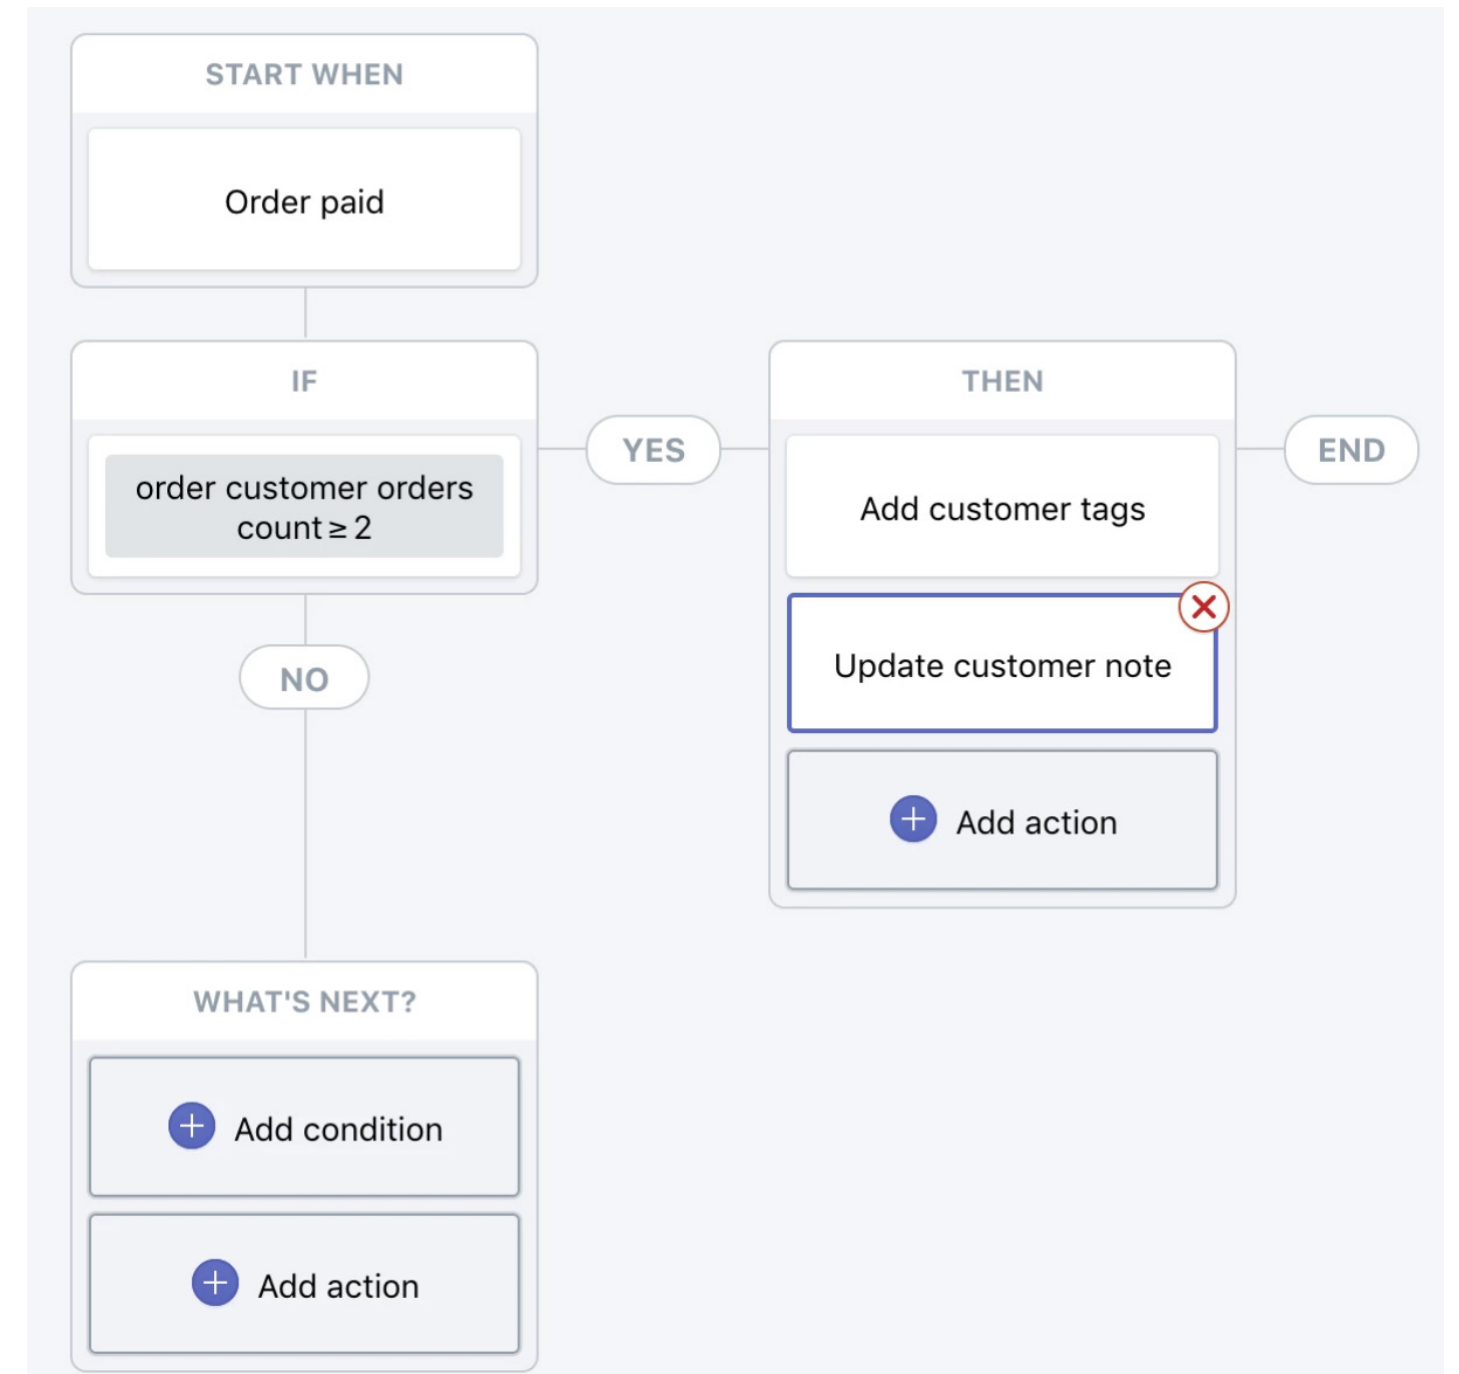 START WHEN
Order paid
IF
order customer orders
count ≥ 2
YES
THEN
Add customer tags
Update customer note
Add action
END
NO
WHAT'S NEXT?
Add condition
Add action